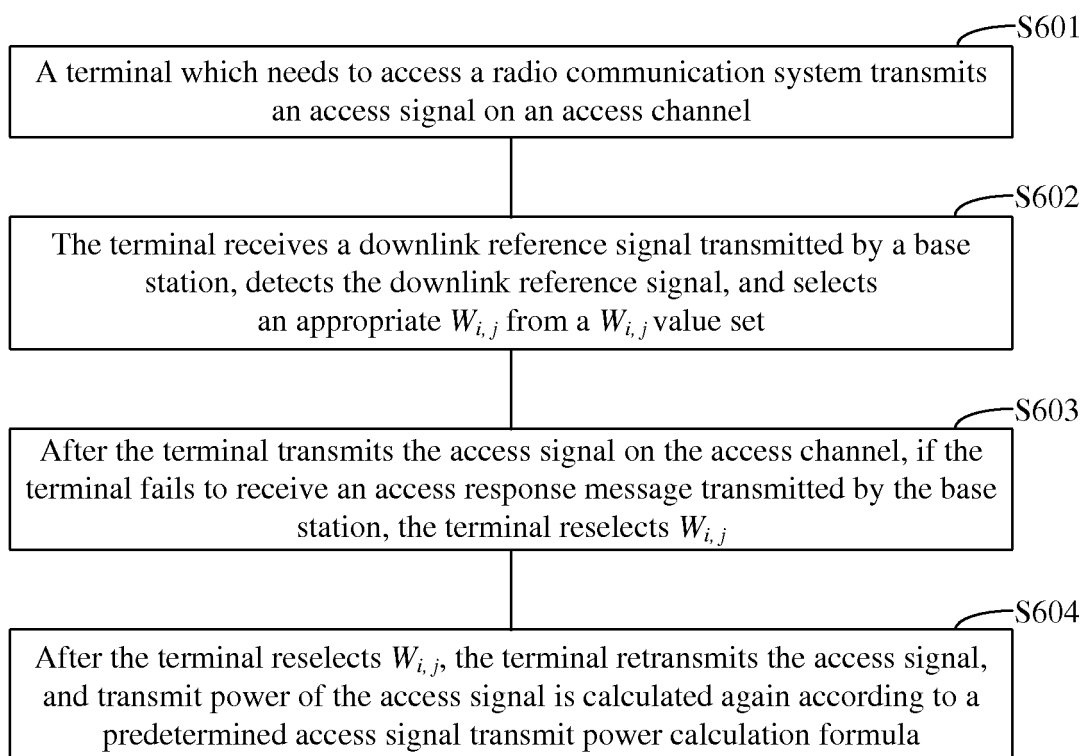 S601
A terminal which needs to access a radio communication system transmits
an access signal on an access channel
S602
The terminal receives a downlink reference signal transmitted by a base
station, detects the downlink reference signal, and selects
an appropriate W_{i, j} from a W_{i, j} value set
S603
After the terminal transmits the access signal on the access channel, if the
terminal fails to receive an access response message transmitted by the base
station, the terminal reselects W_{i, j}
S604
After the terminal reselects W_{i, j}, the terminal retransmits the access signal,
and transmit power of the access signal is calculated again according to a
predetermined access signal transmit power calculation formula